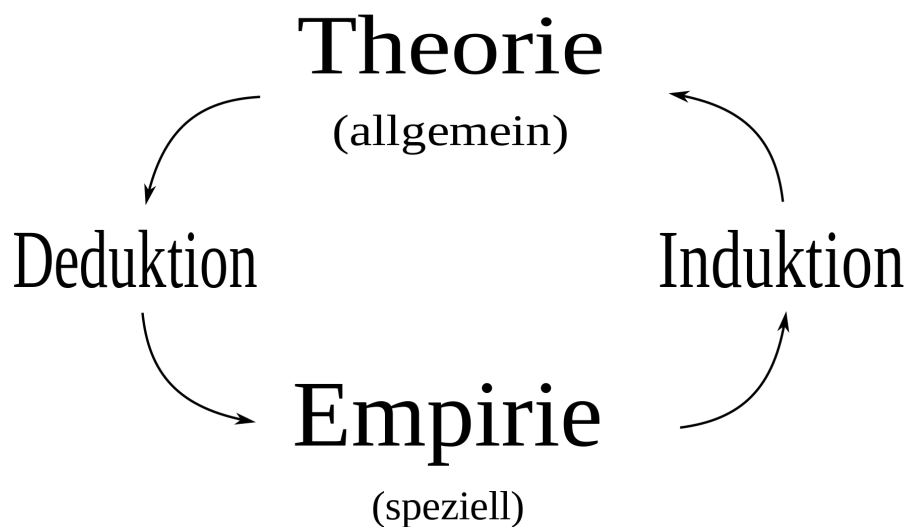 Theorie
(allgemein)
Deduktion
Induktion
Empirie
(speziell)